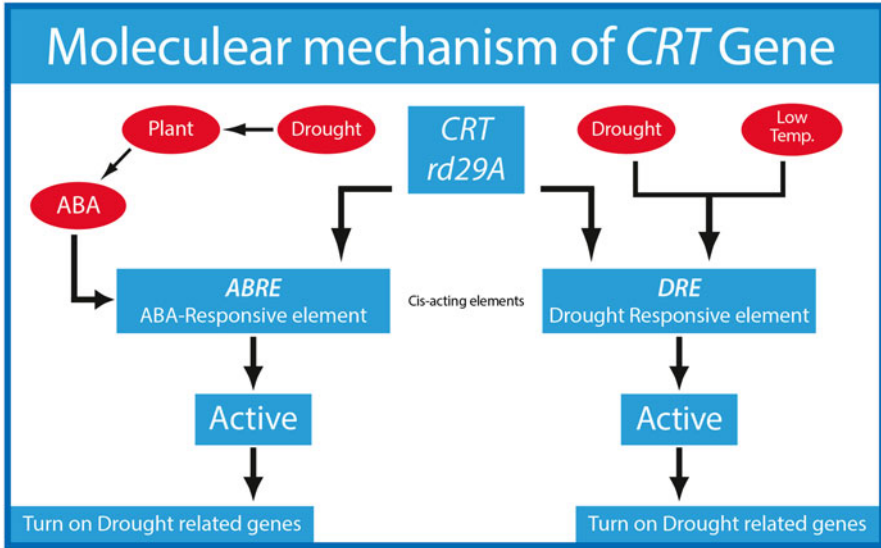 Moleculear mechanism of CRT Gene
Plant
Drought
CRT
rd29A
Drought
Low
Temp.
ABA
ABRE
ABA-Responsive element
Cis-acting elements
DRE
Drought Responsive element
Active
Active
Turn on Drought related genes
Turn on Drought related genes